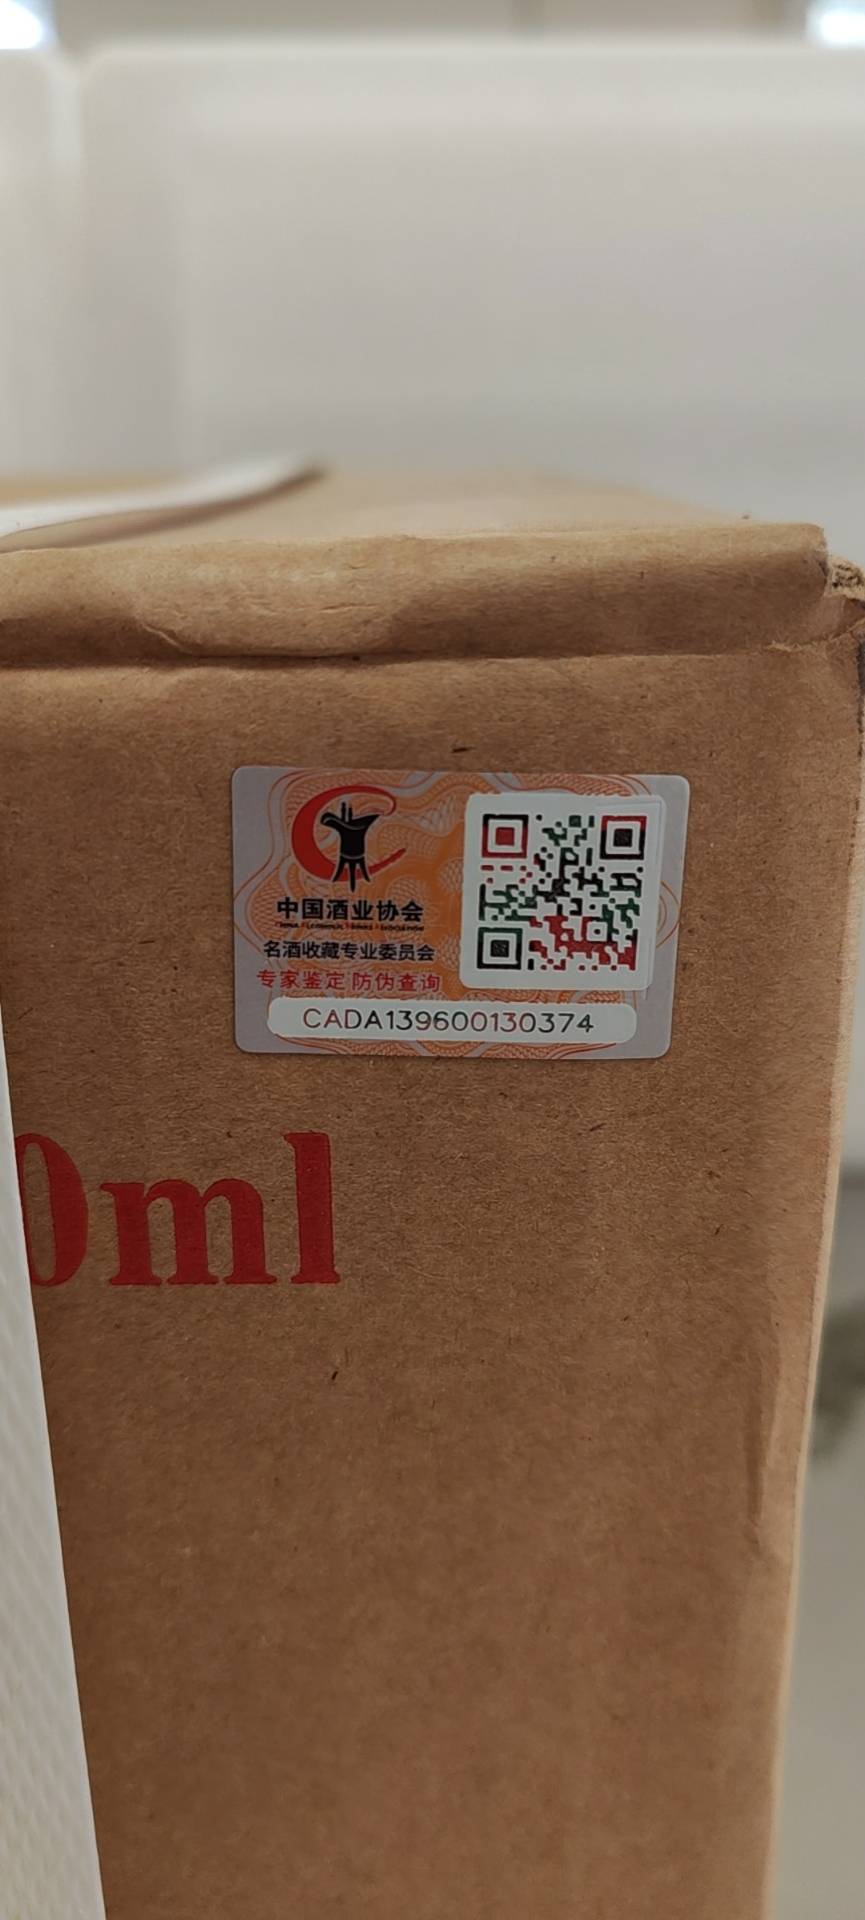 中国酒业协会
名酒收藏专业委员会
专家鉴定 防伪查询
CADA139600130374
0ml